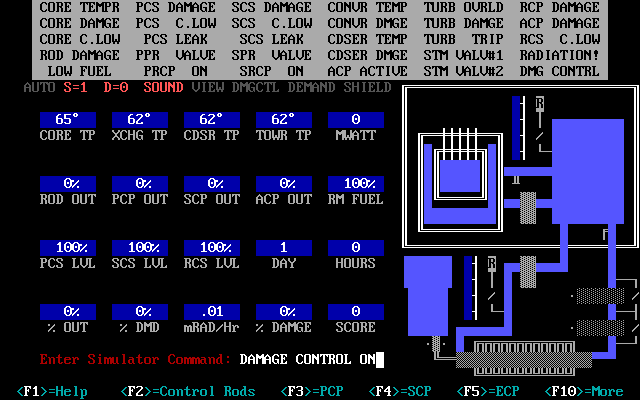 CORE TEMPR PCS DAMAGE SCS DAMAGE CONVR TEMP TURB OVRLD RCP DAMAGE
CORE DAMGE PCS C.LOW SCS C.LOW CONVR DMGE TURB DAMGE ACP DAMAGE
CORE C.LOW PCS LEAK SCS LEAK CDSER TEMP TURB TRIP RCS C.LOW
ROD DAMAGE PPR VALVE SPR VALVE CDSER DMGE STM VALV#1 RADIATION!
LOW FUEL PRCP ON SRCP ON ACP ACTIVE STM VALV#2 DMG CONTRL
AUTO S=1 D=0 SOUND VIEW DMGCTL DEMAND SHIELD
65° 62° 62° 62° 0
CORE TP XCHG TP CDSR TP TOWR TP MWATT
0% 0% 0% 0% 100%
ROD OUT PCP OUT SCP OUT ACP OUT RM FUEL
100% 100% 100% 1 0
PCS LVL SCS LVL RCS LVL DAY HOURS
0% 0% .01 0% 0
% OUT % DMD mRAD/Hr % DAMGE SCORE
R
R
Enter Simulator Command: DAMAGE CONTROL ON
<F1>=Help <F2>=Control Rods <F3>=PCP <F4>=SCP <F5>=ECP <F10>=More